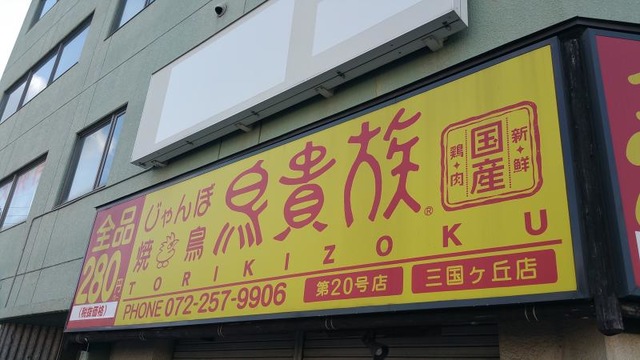 全品
280円
(税抜価格)
じゃんぼ
焼鳥
鳥貴族®
TORIKIZOKU
国産
新・鮮
鶏・肉
PHONE 072-257-9906
第20号店
三国ヶ丘店